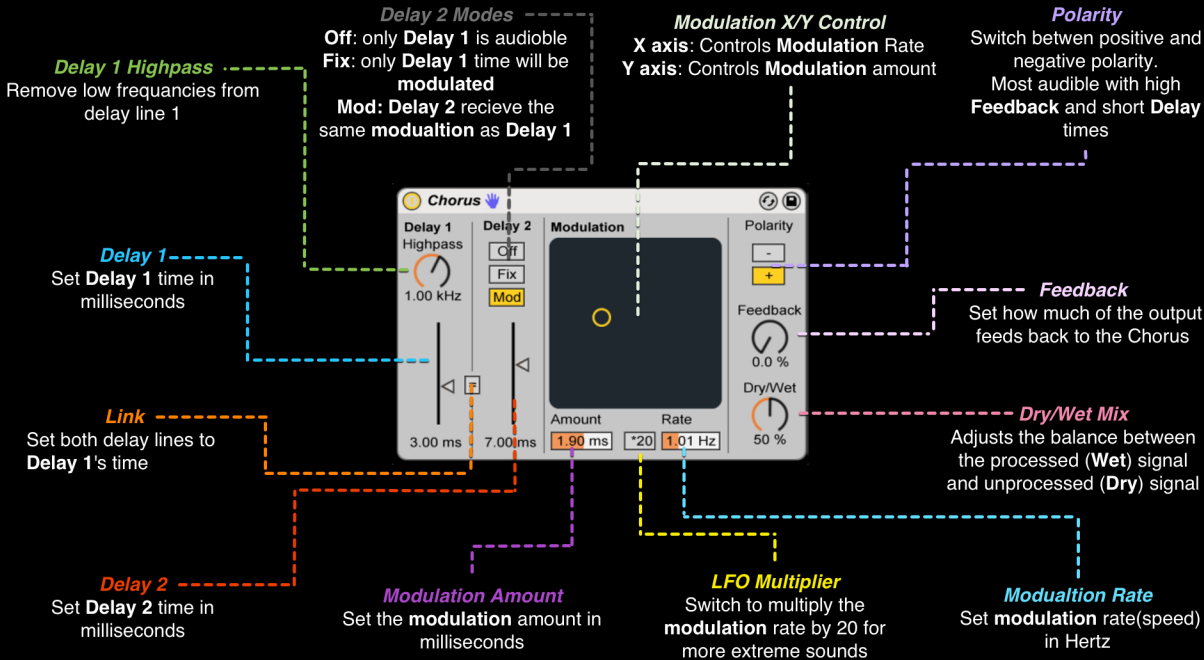 Delay 2 Modes
Off: only Delay 1 is audioble
Fix: only Delay 1 time will be
modulated
Mod: Delay 2 recieve the
same modualtion as Delay 1
Modulation X/Y Control
X axis: Controls Modulation Rate
Y axis: Controls Modulation amount
Polarity
Switch betwen positive and
negative polarity.
Most audible with high
Feedback and short Delay
times
Delay 1 Highpass
Remove low frequancies from
delay line 1
Delay 1
Set Delay 1 time in
milliseconds
Link
Set both delay lines to
Delay 1's time
Delay 2
Set Delay 2 time in
milliseconds
Chorus
Delay 1
Highpass
1.00 kHz
3.00 ms
Delay 2
Off
Fix
Mod
=
7.00 ms
Modulation
Amount
1.90 ms
*20
Rate
1.01 Hz
Polarity
-
+
Feedback
0.0 %
Dry/Wet
50 %
Feedback
Set how much of the output
feeds back to the Chorus
Dry/Wet Mix
Adjusts the balance between
the processed (Wet) signal
and unprocessed (Dry) signal
Modulation Amount
Set the modulation amount in
milliseconds
LFO Multiplier
Switch to multiply the
modulation rate by 20 for
more extreme sounds
Modualtion Rate
Set modulation rate(speed)
in Hertz